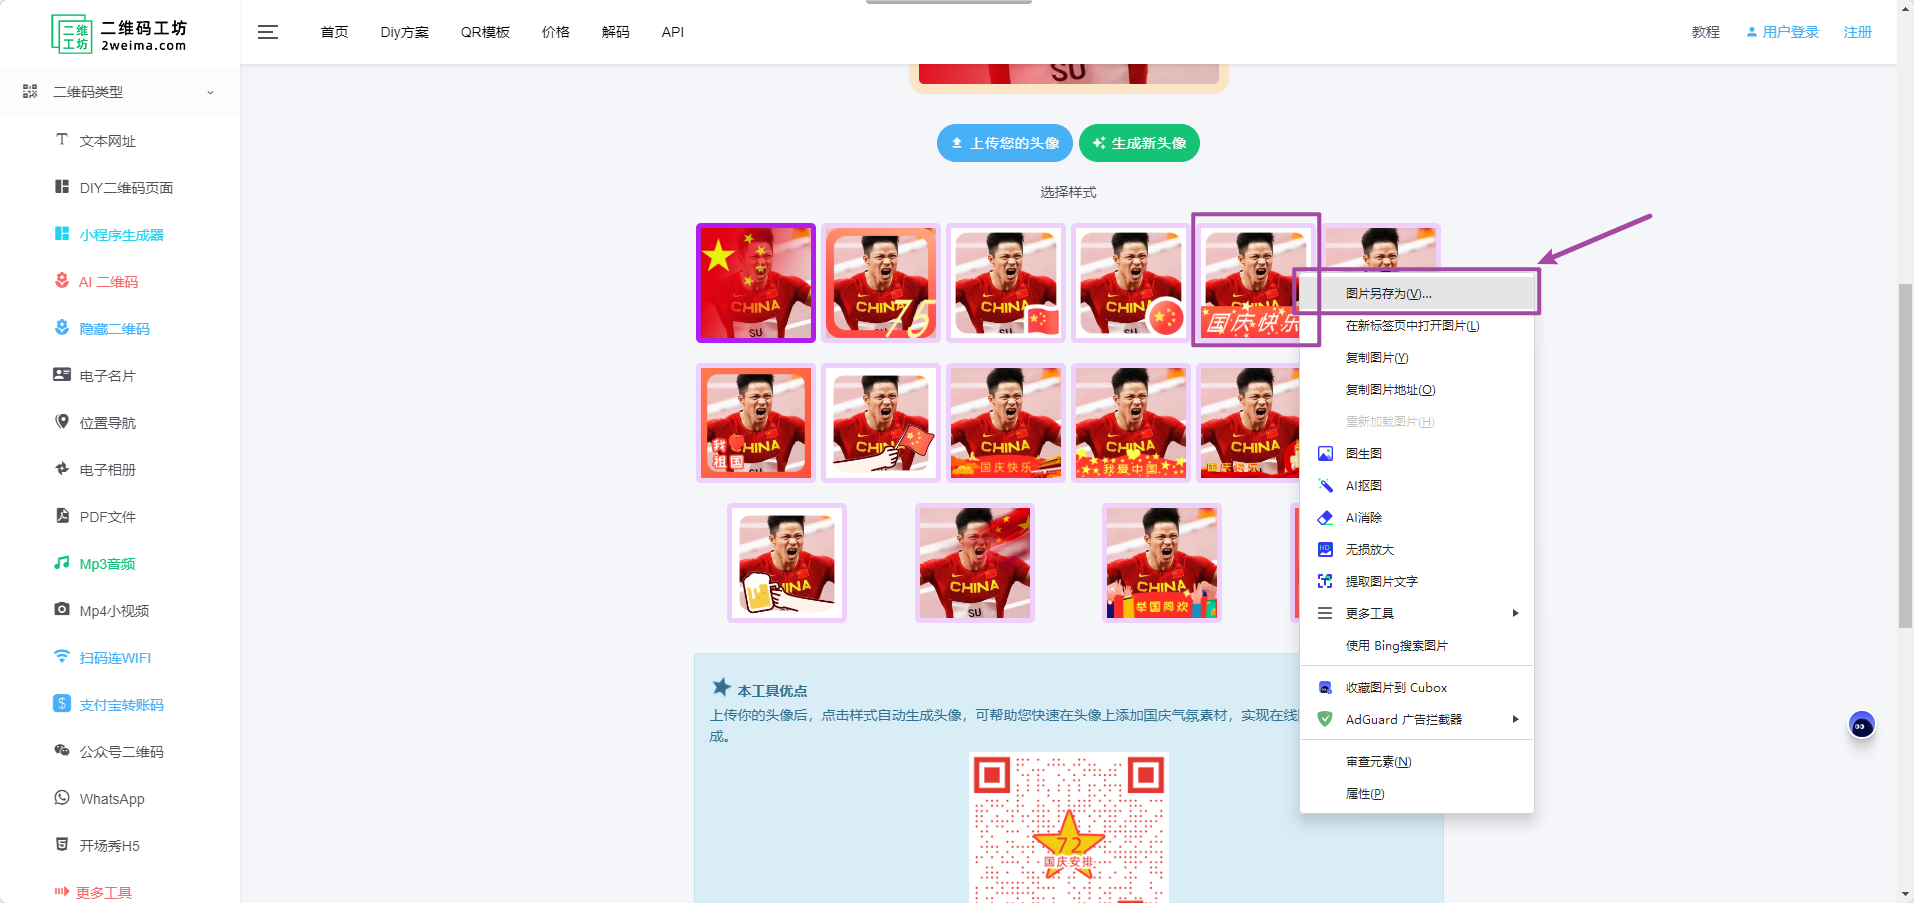 二维码工坊
2weima.com
首页
Diy方案
QR模板
价格
解码
API
教程
用户登录
注册
二维码类型
文本网址
DIY二维码页面
小程序生成器
AI 二维码
隐藏二维码
电子名片
位置导航
电子相册
PDF文件
Mp3音频
Mp4小视频
扫码连WIFI
支付宝转账码
公众号二维码
WhatsApp
开场秀H5
更多工具
SU
上传您的头像
生成新头像
选择样式
CHINA
SU
CHINA
75
CHINA
SU
CHINA
CHINA
国庆快乐
CHINA
我
祖国
CHINA
CHINA
国庆快乐
CHINA
我爱中国
CHINA
国庆快乐
CHINA
CHINA
SU
CHINA
举国同欢
图片另存为(V)...
在新标签页中打开图片(L)
复制图片(Y)
复制图片地址(O)
重新加载图片(H)
图生图
AI抠图
AI消除
HD
无损放大
提取图片文字
更多工具
使用 Bing搜索图片
收藏图片到 Cubox
AdGuard 广告拦截器
审查元素(N)
属性(P)
本工具优点
上传你的头像后，点击样式自动生成头像，可帮助您快速在头像上添加国庆气氛素材，实现在线
成。
72
国庆安排